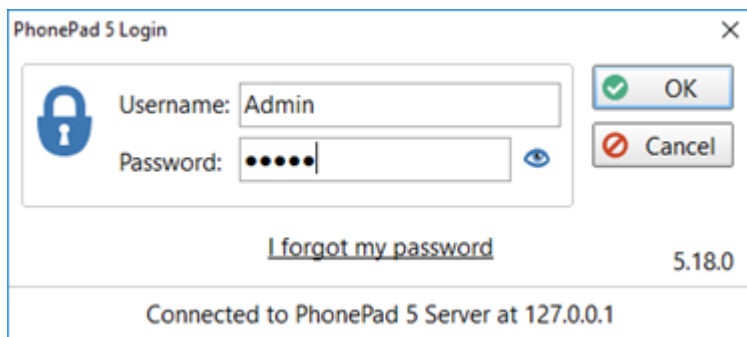 PhonePad 5 Login
Username: Admin
OK
Password: •••••
Cancel
I forgot my password
5.18.0
Connected to PhonePad 5 Server at 127.0.0.1